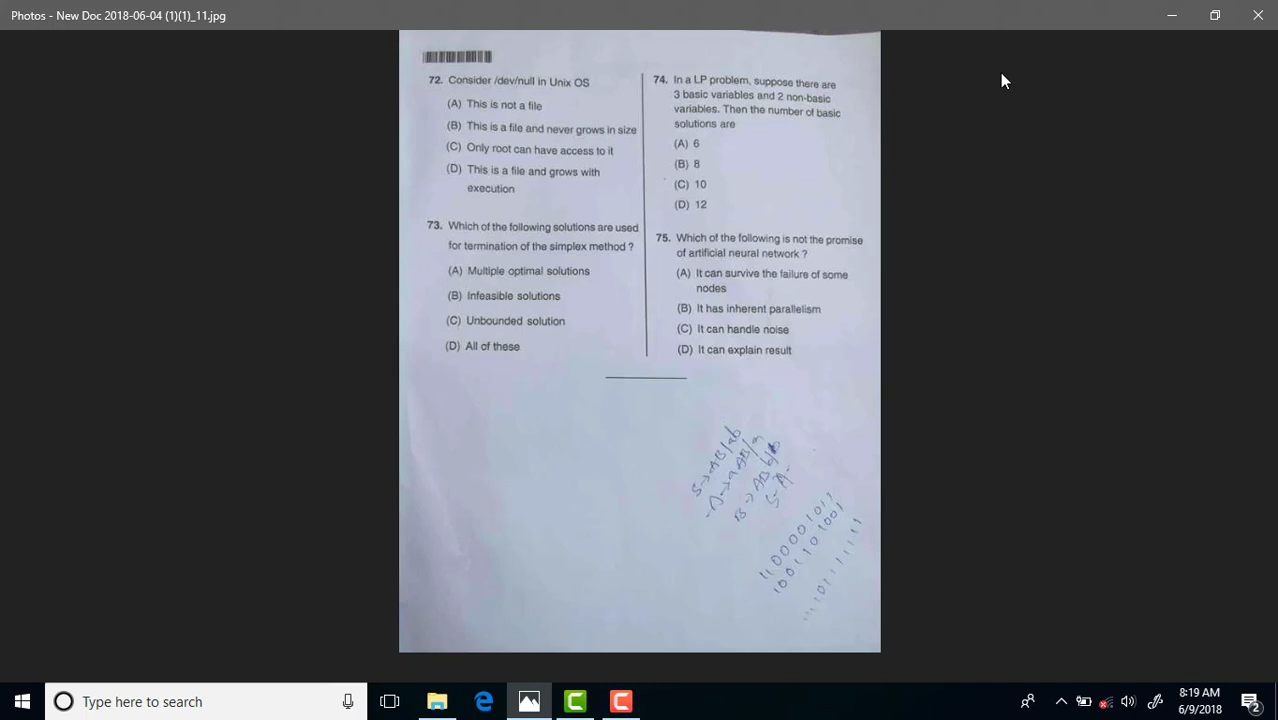 Photos - New Doc 2018-06-04 (1)(1)_11.jpg
72. Consider /dev/null in Unix OS
(A) This is not a file
(B) This is a file and never grows in size
(C) Only root can have access to it
(D) This is a file and grows with
execution
73. Which of the following solutions are used
for termination of the simplex method ?
(A) Multiple optimal solutions
(B) Infeasible solutions
(C) Unbounded solution
(D) All of these
74. In a LP problem, suppose there are
3 basic variables and 2 non-basic
variables. Then the number of basic
solutions are
(A) 6
(B) 8
(C) 10
(D) 12
75. Which of the following is not the promise
of artificial neural network ?
(A) It can survive the failure of some
nodes
(B) It has inherent parallelism
(C) It can handle noise
(D) It can explain result
S → AB/ab
A → aAB/a
Type here to search
8:19 AM
6/9/2018
2